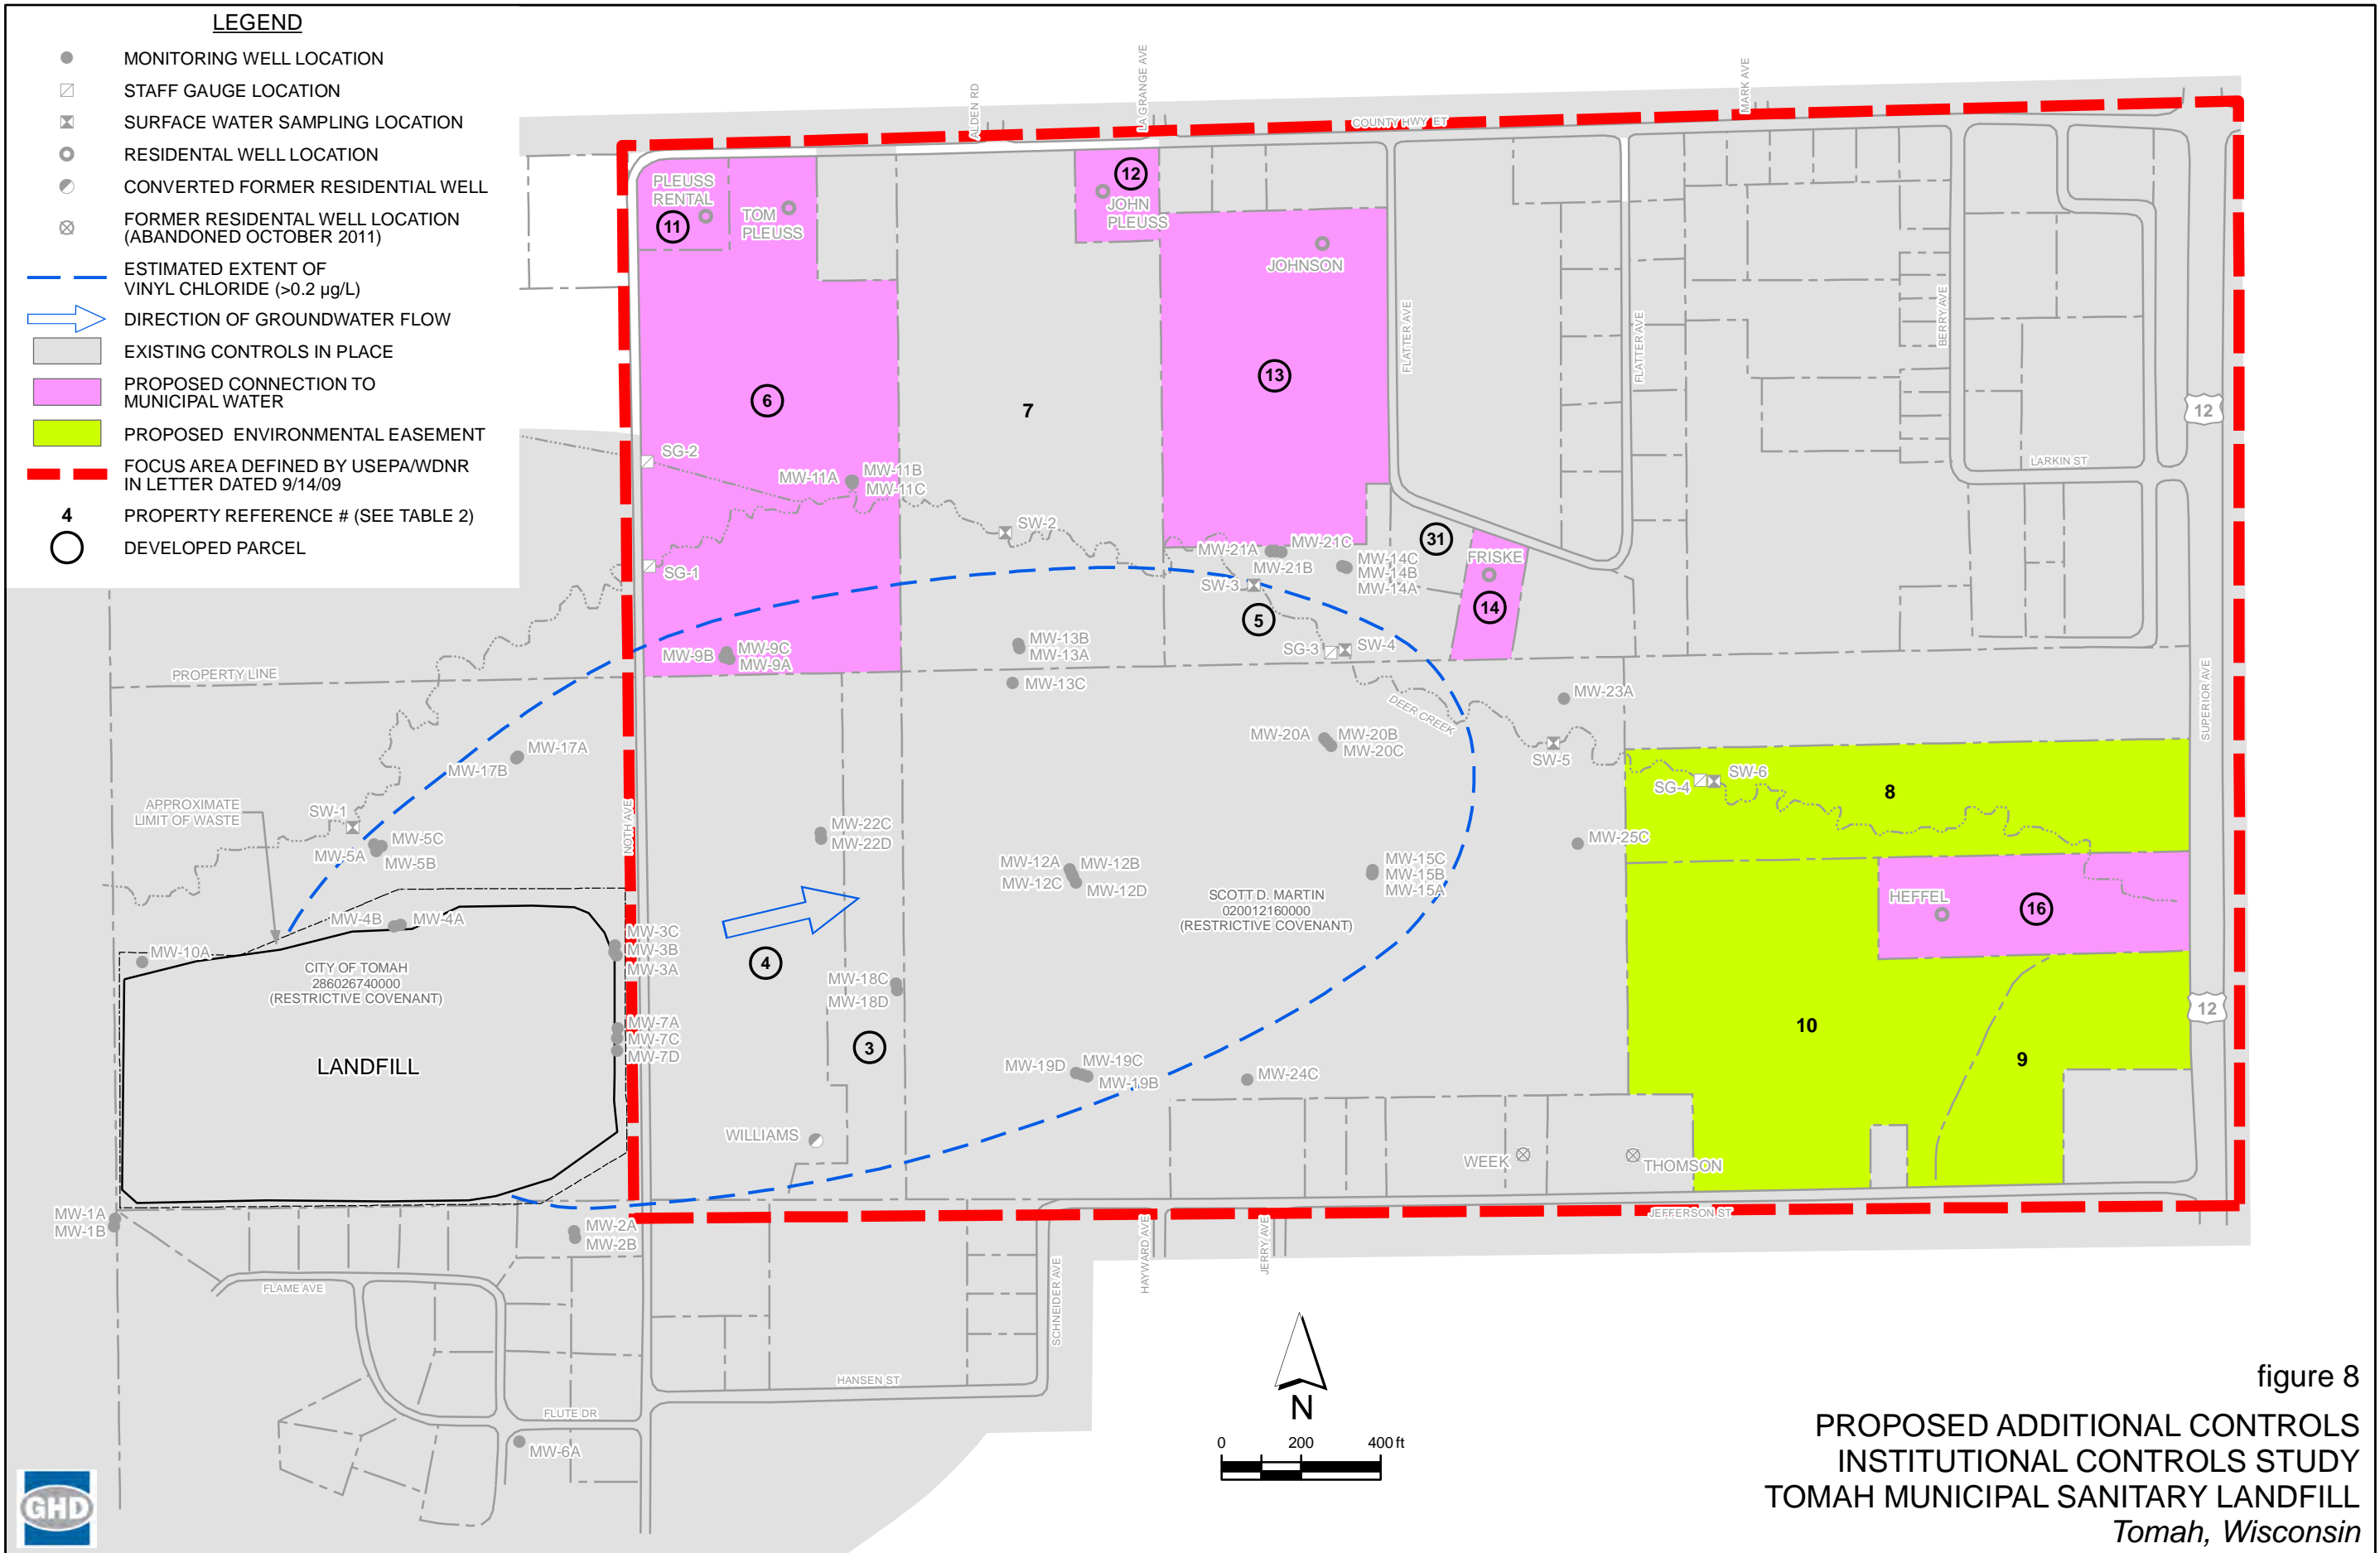 LEGEND
MONITORING WELL LOCATION
STAFF GAUGE LOCATION
SURFACE WATER SAMPLING LOCATION
RESIDENTAL WELL LOCATION
CONVERTED FORMER RESIDENTIAL WELL
FORMER RESIDENTAL WELL LOCATION
(ABANDONED OCTOBER 2011)
ESTIMATED EXTENT OF
VINYL CHLORIDE (>0.2 µg/L)
DIRECTION OF GROUNDWATER FLOW
EXISTING CONTROLS IN PLACE
PROPOSED CONNECTION TO
MUNICIPAL WATER
PROPOSED ENVIRONMENTAL EASEMENT
FOCUS AREA DEFINED BY USEPA/WDNR
IN LETTER DATED 9/14/09
4 PROPERTY REFERENCE # (SEE TABLE 2)
DEVELOPED PARCEL
ALDEN RD
LA GRANGE AVE
MARK AVE
COUNTY HWY ET
PLEUSS
RENTAL
11
TOM
PLEUSS
12
JOHN
PLEUSS
JOHNSON
13
6
7
FLATTER AVE
FLATTER AVE
BERRY AVE
12
LARKIN ST
SG-2
MW-11A
MW-11B
MW-11C
SW-2
SG-1
MW-21A
MW-21C
MW-21B
MW-14C
MW-14B
MW-14A
31
FRISKE
14
SW-3
5
SG-3
SW-4
MW-9B
MW-9C
MW-9A
MW-13B
MW-13A
MW-13C
PROPERTY LINE
DEER CREEK
MW-23A
SUPERIOR AVE
MW-17A
MW-17B
MW-20A
MW-20B
MW-20C
SW-5
SG-4
SW-6
8
APPROXIMATE
LIMIT OF WASTE
SW-1
MW-5C
MW-5A
MW-5B
NOTH AVE
MW-22C
MW-22D
MW-25C
MW-12A
MW-12B
MW-12C
MW-12D
MW-15C
MW-15B
MW-15A
SCOTT D. MARTIN
020012160000
(RESTRICTIVE COVENANT)
HEFFEL
16
MW-4B
MW-4A
MW-3C
MW-3B
MW-3A
MW-10A
CITY OF TOMAH
286026740000
(RESTRICTIVE COVENANT)
4
MW-18C
MW-18D
12
MW-7A
MW-7C
MW-7D
LANDFILL
3
10
9
MW-19D
MW-19C
MW-19B
MW-24C
WILLIAMS
WEEK
THOMSON
JEFFERSON ST
MW-1A
MW-1B
MW-2A
MW-2B
SCHNEIDER AVE
HAYWARD AVE
JERRY AVE
FLAME AVE
HANSEN ST
FLUTE DR
MW-6A
N
0 200 400 ft
figure 8
PROPOSED ADDITIONAL CONTROLS
INSTITUTIONAL CONTROLS STUDY
TOMAH MUNICIPAL SANITARY LANDFILL
Tomah, Wisconsin
GHD